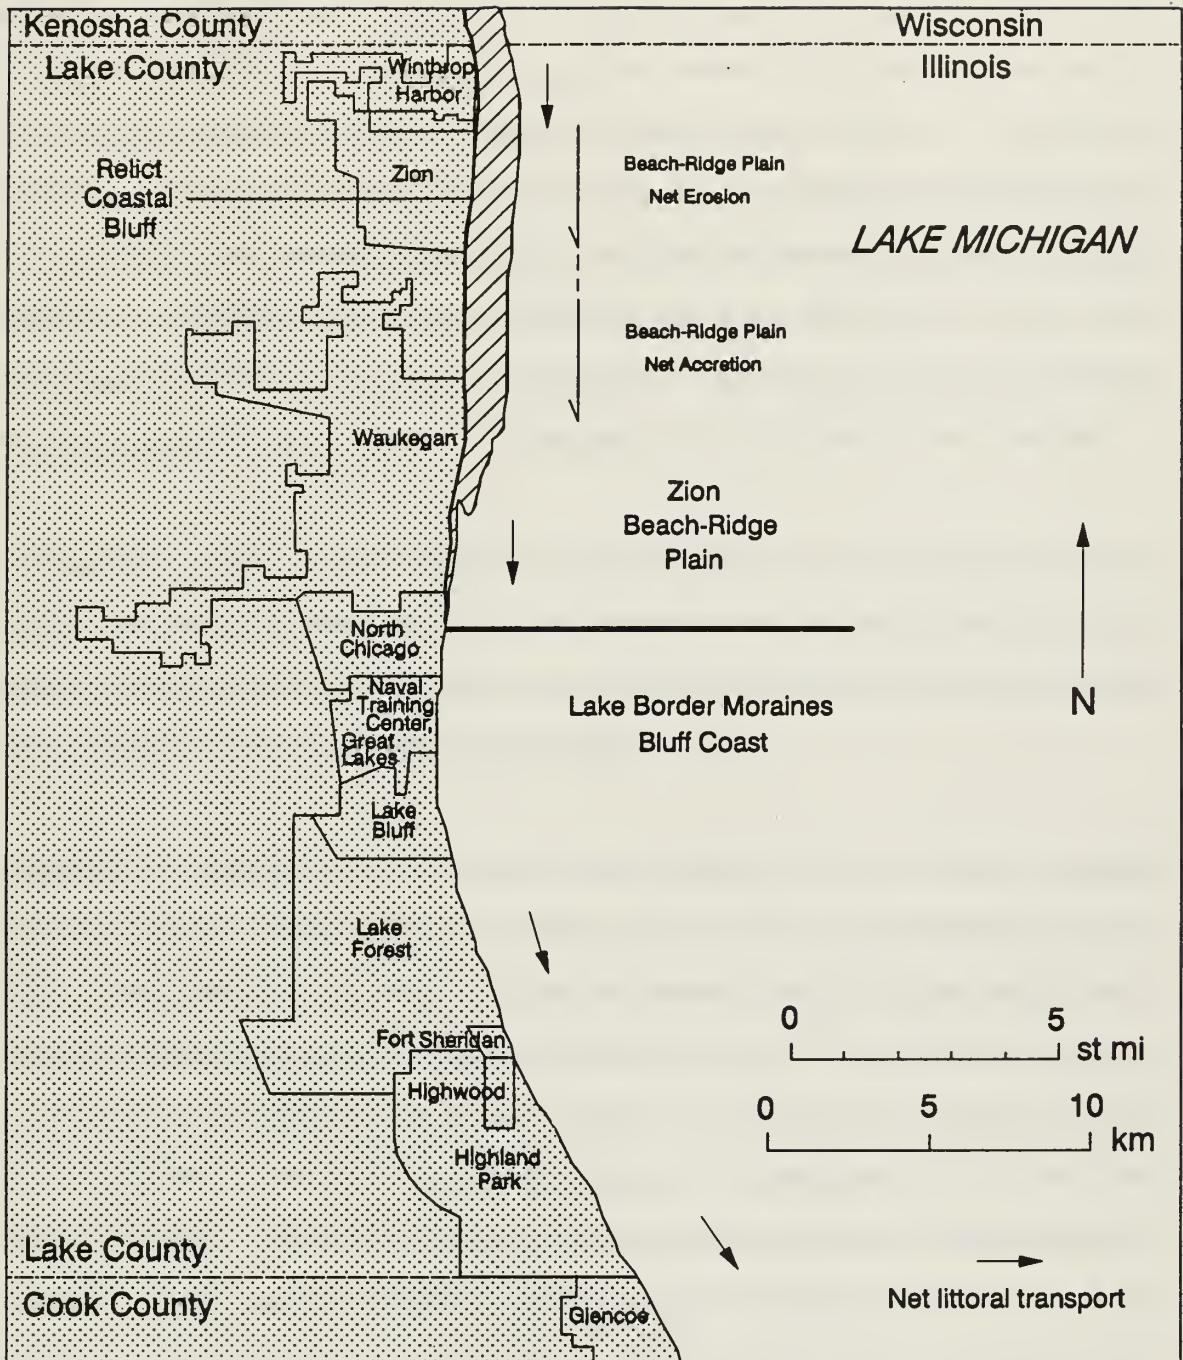 Kenosha County
Wisconsin
Lake County
Illinois
Winthrop
Harbor
Relict
Coastal
Bluff
Zion
Beach-Ridge Plain
Net Erosion
LAKE MICHIGAN
Beach-Ridge Plain
Net Accretion
Waukegan
Zion
Beach-Ridge
Plain
North
Chicago
Naval
Training
Center,
Great
Lakes
Lake Border Moraines
Bluff Coast
N
Lake
Bluff
Lake
Forest
Fort Sheridan
Highwood
Highland
Park
0 5
st mi
0 5 10
km
Lake County
Cook County
Glencoe
Net littoral transport